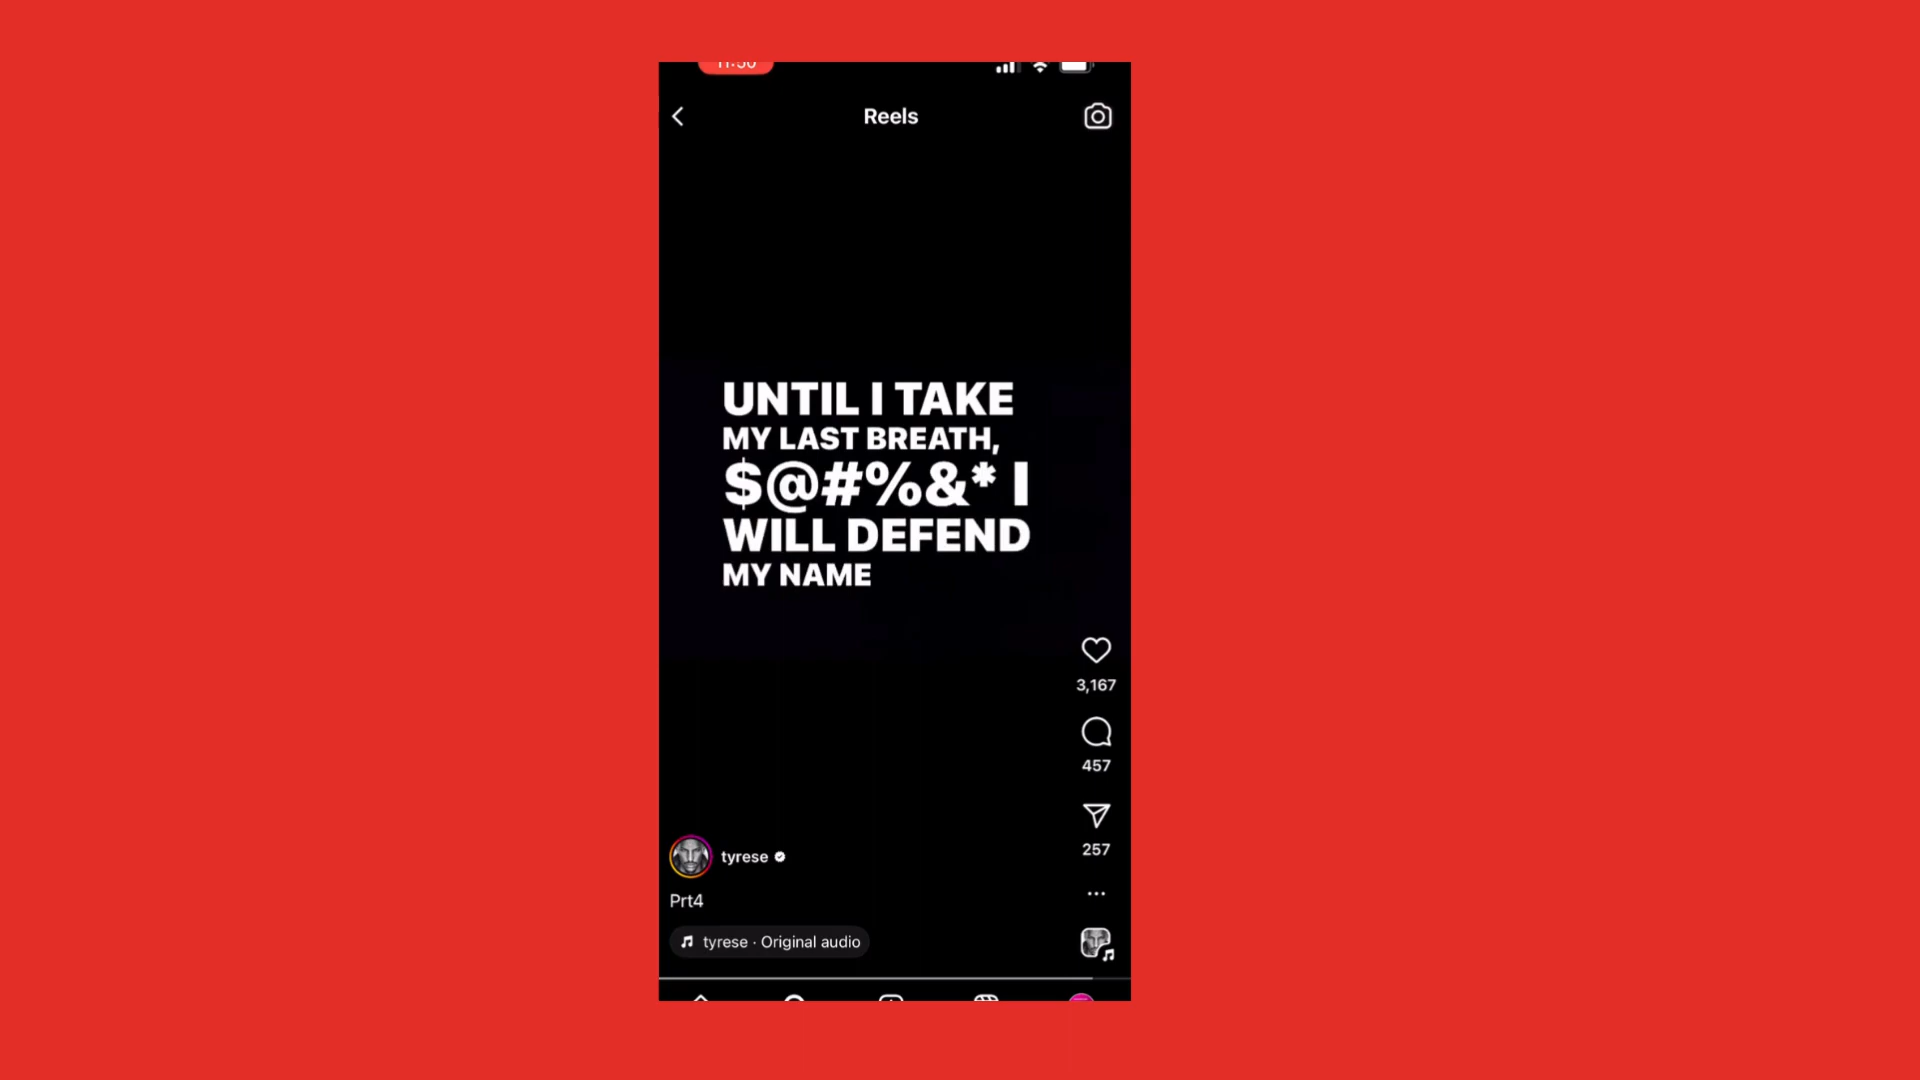 Reels
UNTIL I TAKE
MY LAST BREATH,
$@#%&* I
WILL DEFEND
MY NAME
3,167
457
257
tyrese
Prt4
tyrese · Original audio